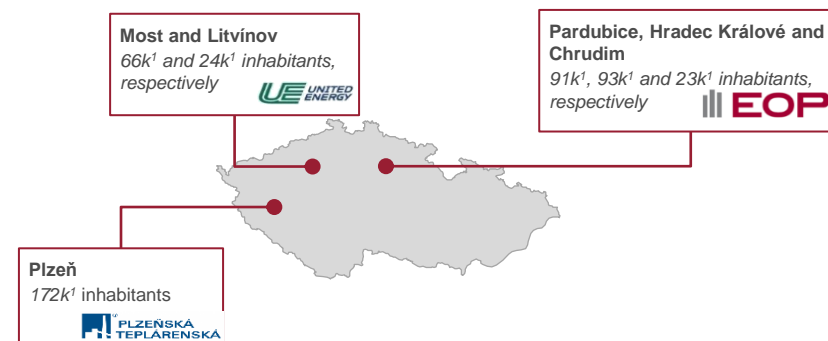 Most and Litvínov
66k¹ and 24k¹ inhabitants,
respectively
UE UNITED
ENERGY
Pardubice, Hradec Králové and
Chrudim
91k¹, 93k¹ and 23k¹ inhabitants,
respectively
EOP
Plzeň
172k¹ inhabitants
PLZEŇSKÁ
TEPLÁRENSKÁ